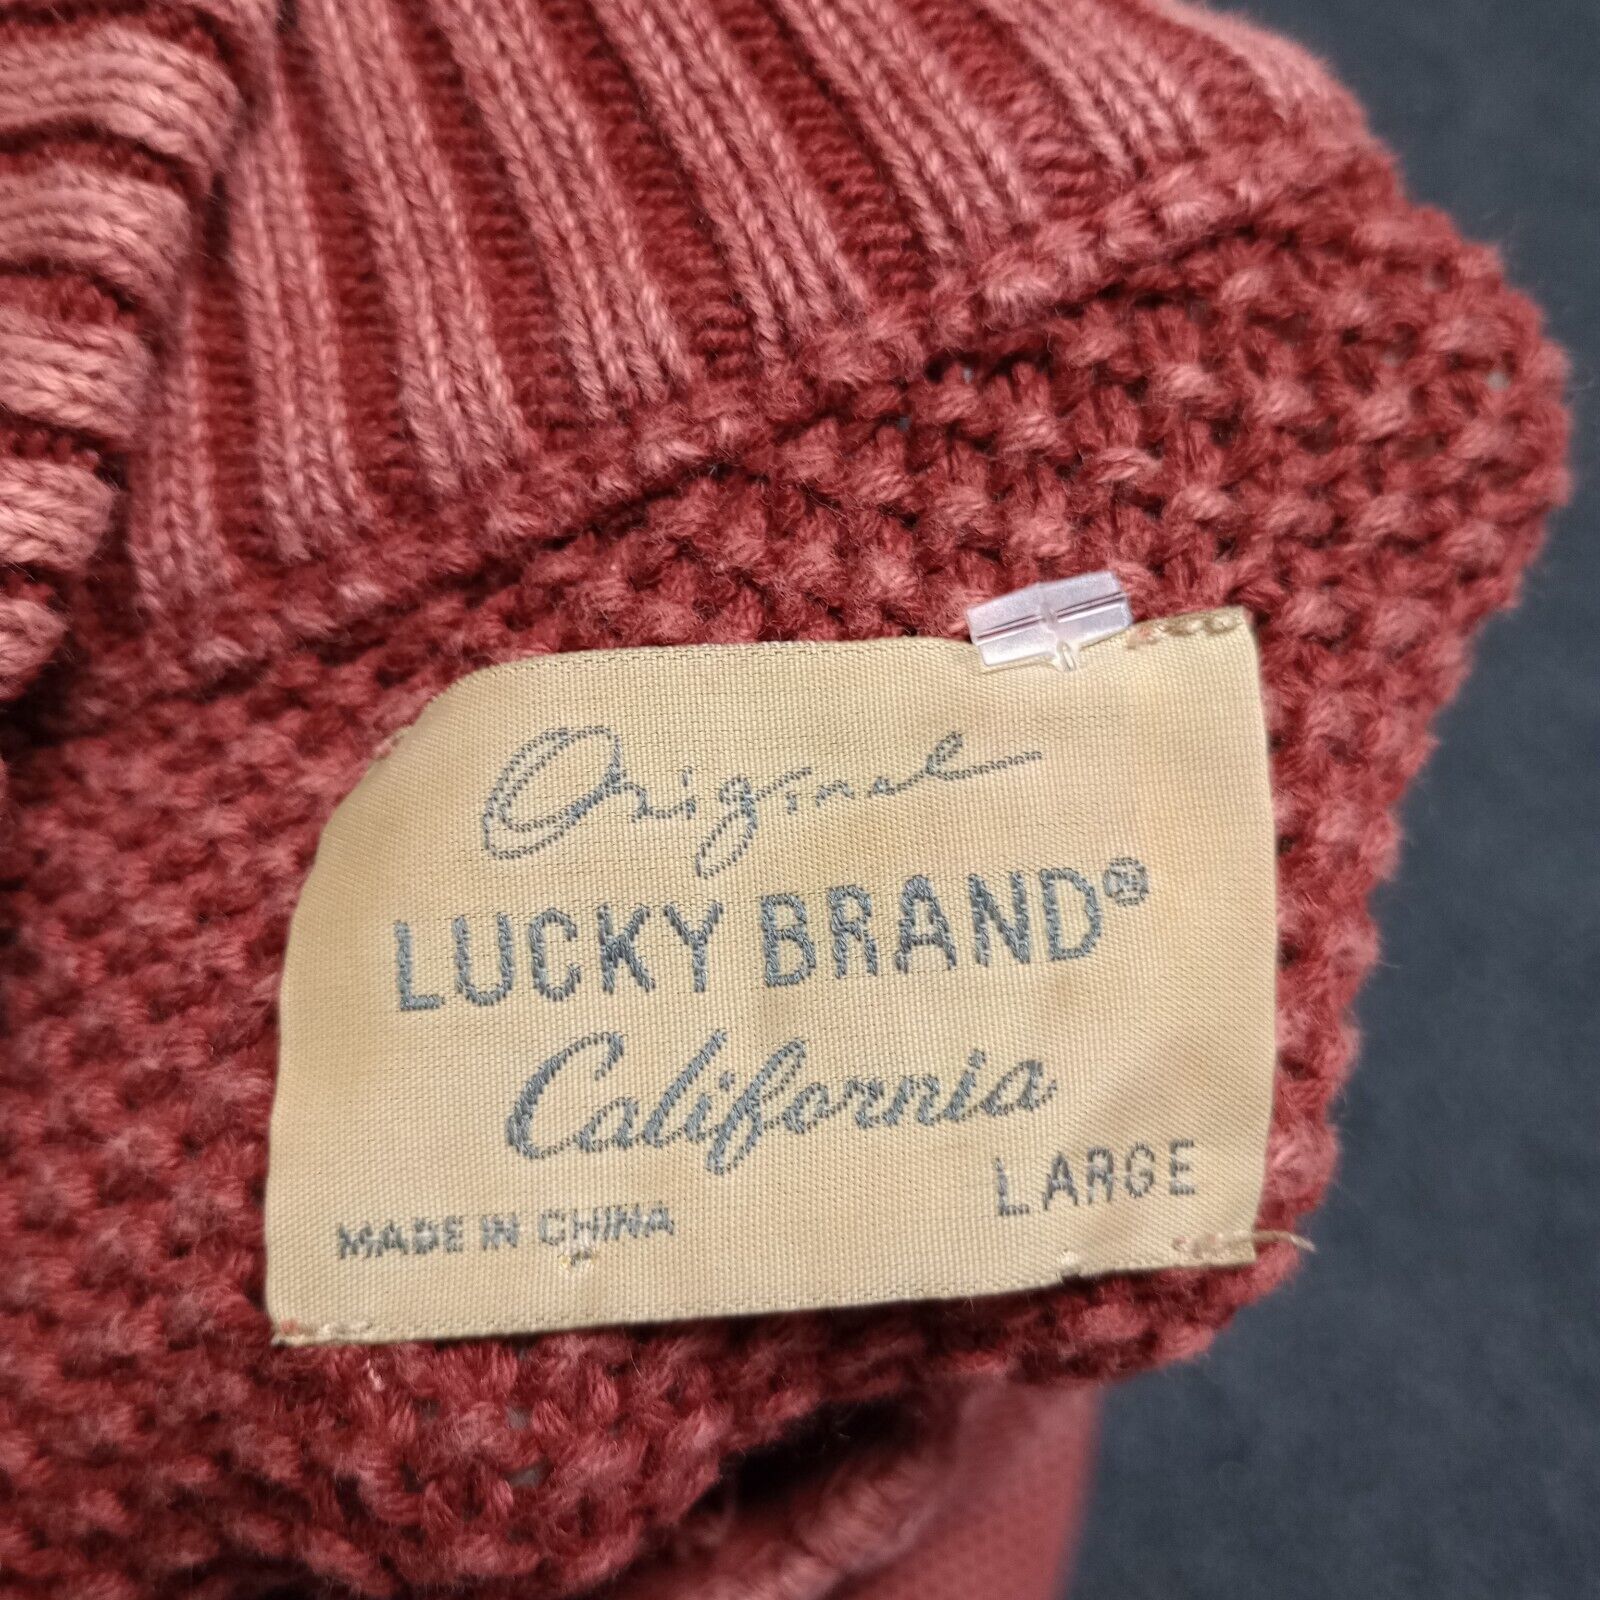 Original
LUCKY BRAND®
California
LARGE
MADE IN CHINA